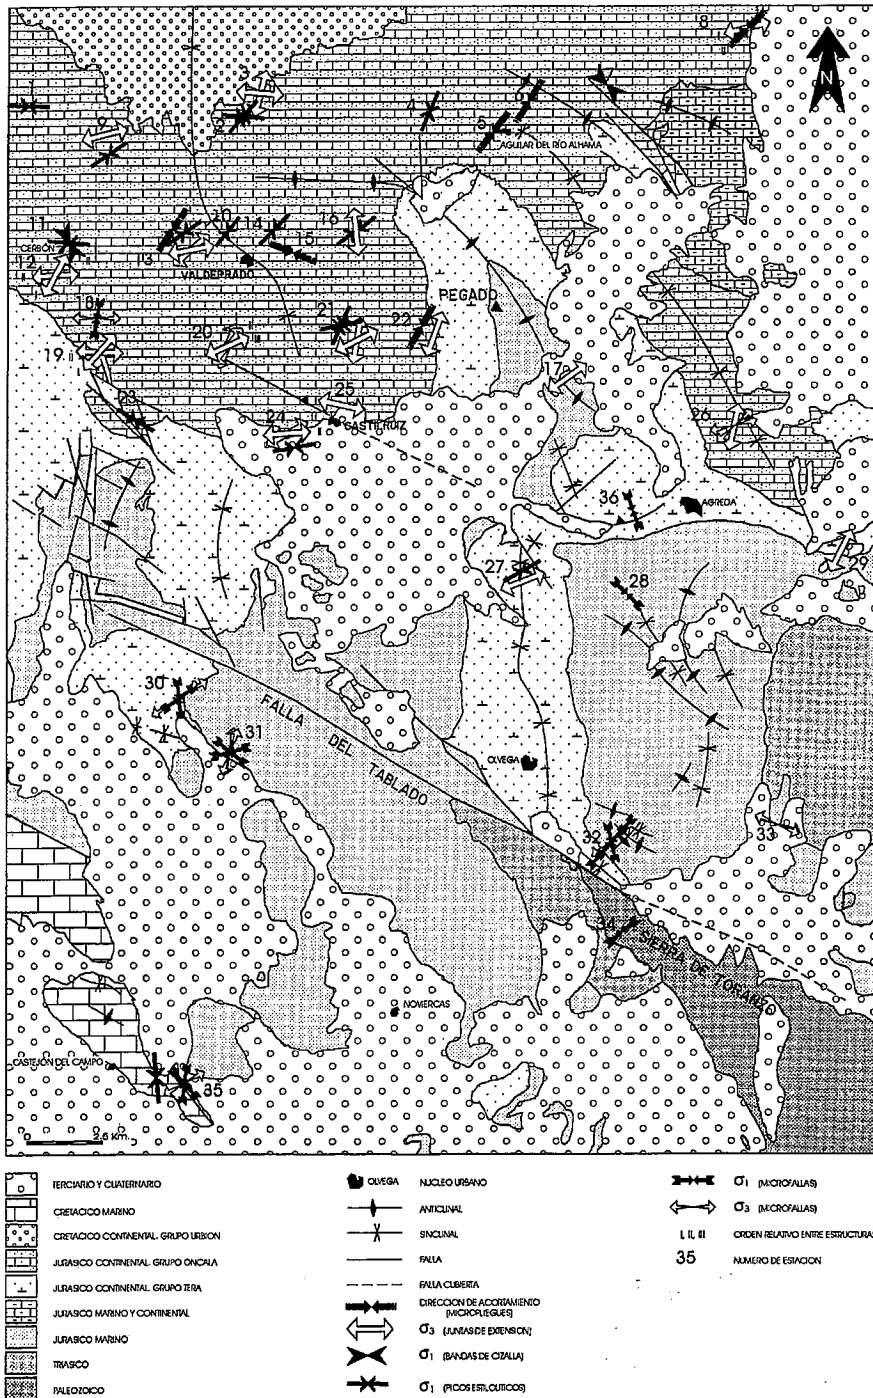 8
N
3
1
2
4
6
5
AGUILAR DEL RIO ALHAMA
9
11
CERBÓN
10
14
16
15
13
12
II
VALDEPRADO
PEGADO
18
21
22
20
II
III
19
II
17
23
25
24
I
CASTILRUIZ
26
36
AGREDA
27
28
29
30
31
FALLA
DEL
TABLADO
OLVEGA
32
33
34
SIERRA DE TORANZO
NOMERCAS
CASTEJÓN DEL CAMPO
35
0 2.5 Km.
TERCIARIO Y CUATERNARIO
CRETACICO MARINO
CRETACICO CONTINENTAL. GRUPO URBION
JURASICO CONTINENTAL. GRUPO ONCALA
JURASICO CONTINENTAL. GRUPO TERA
JURASICO MARINO Y CONTINENTAL
JURASICO MARINO
TRIASICO
PALEOZOICO
OLVEGA NUCLEO URBANO
ANTICLINAL
SINCLINAL
FALLA
FALLA CUBIERTA
DIRECCION DE ACORTAMIENTO
(MICROPLIEGUES)
σ3 (JUNTAS DE EXTENSION)
σ1 (BANDAS DE CIZALLA)
σ1 (PICOS ESTILOLITICOS)
σ1 (MICROFALLAS)
σ3 (MICROFALLAS)
I, II, III ORDEN RELATIVO ENTRE ESTRUCTURAS
35 NUMERO DE ESTACION